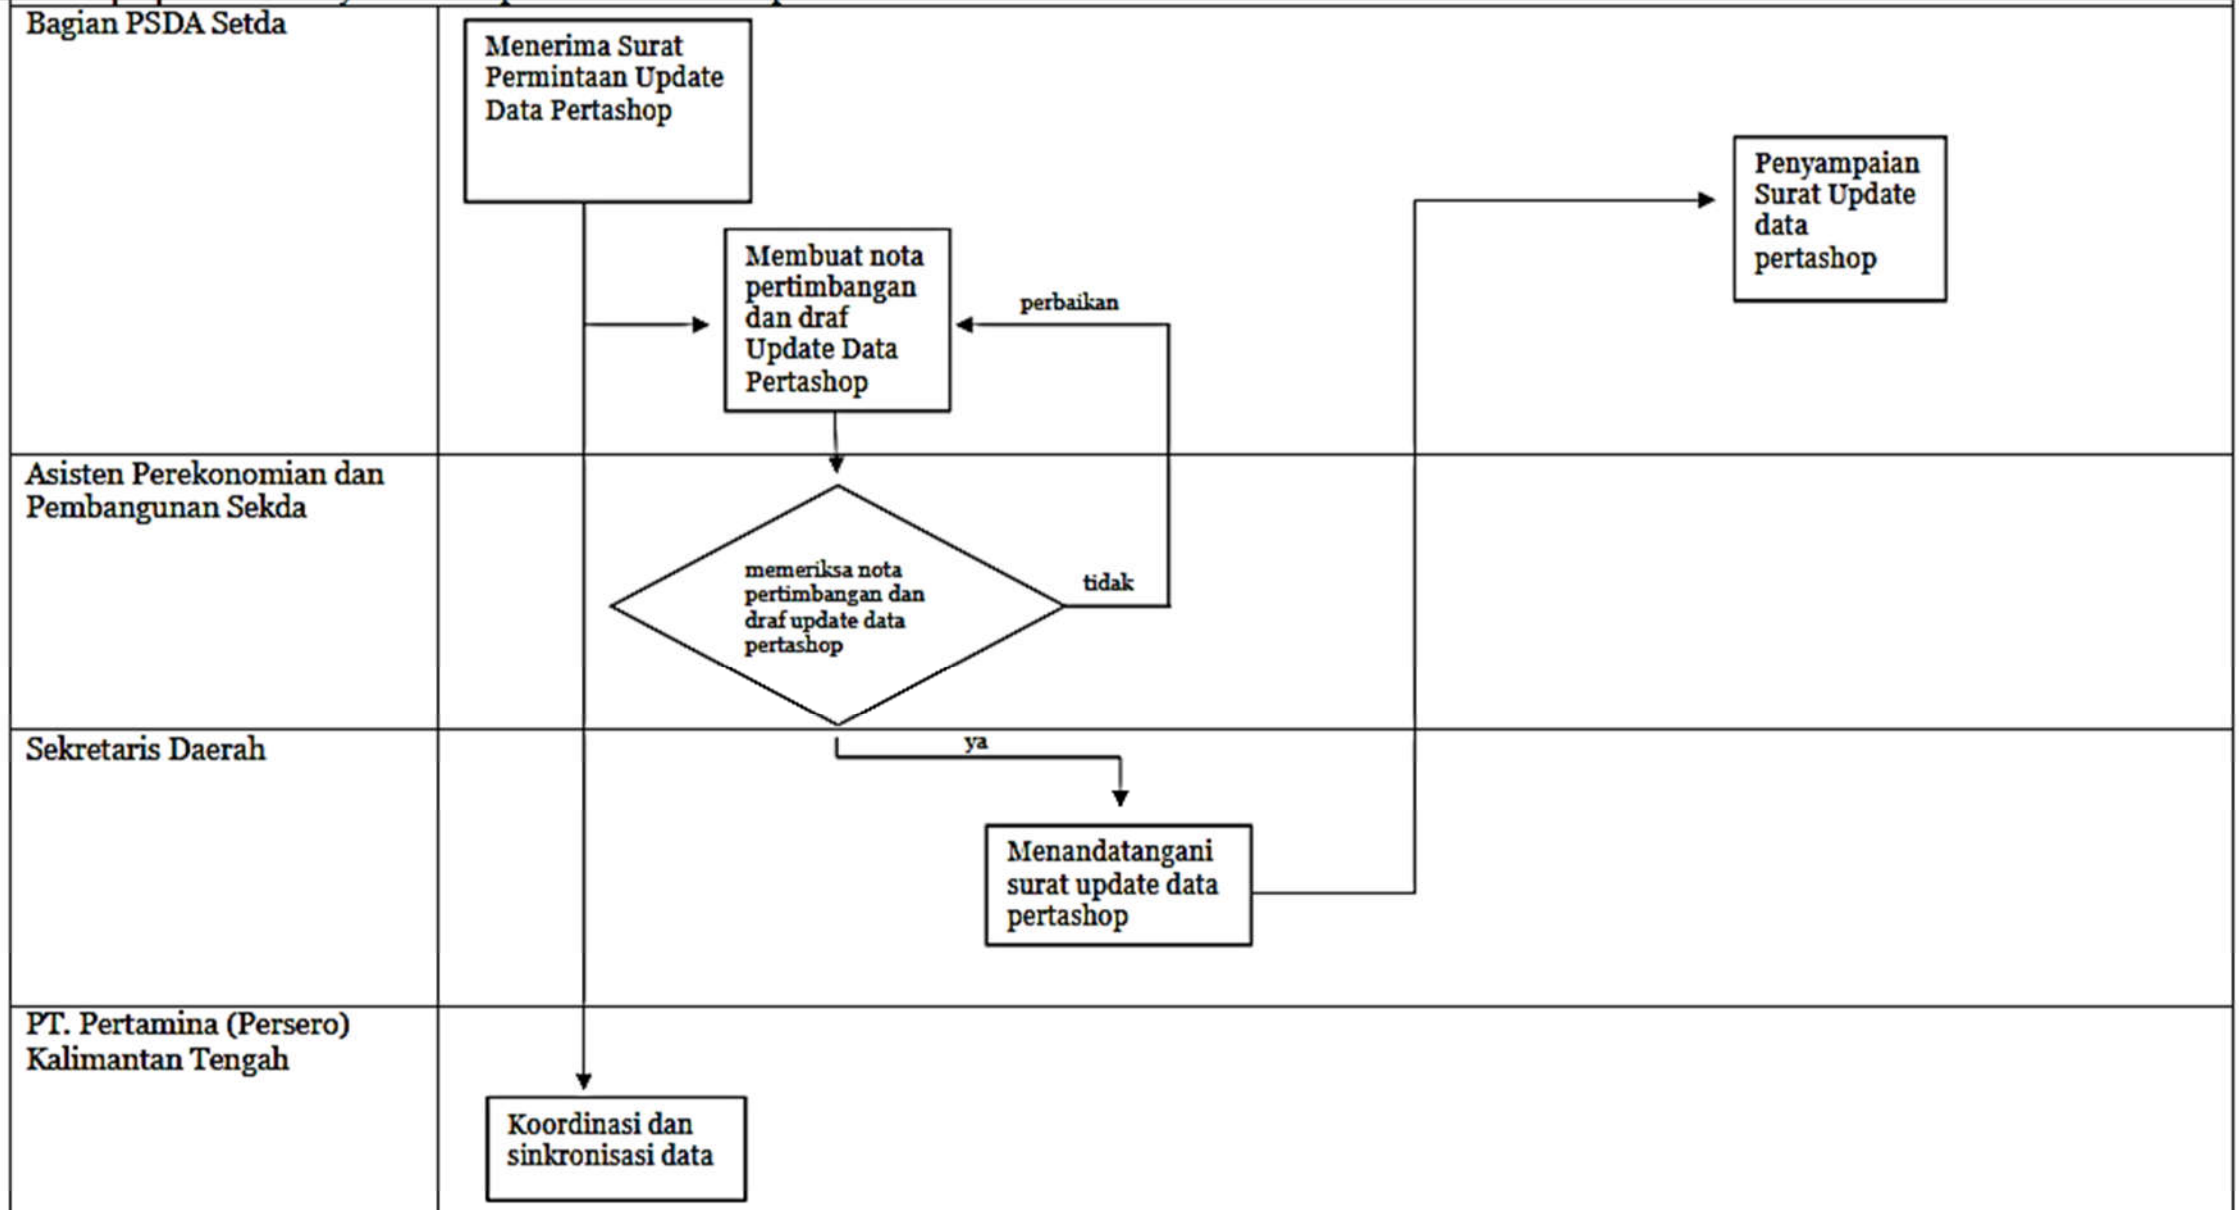 Bagian PSDA Setda
Menerima Surat
Permintaan Update
Data Pertashop
Penyampaian
Surat Update
data
pertashop
Membuat nota
pertimbangan
dan draf
Update Data
Pertashop
perbaikan
Asisten Perekonomian dan
Pembangunan Sekda
memeriksa nota
pertimbangan dan
draf update data
pertashop
tidak
Sekretaris Daerah
ya
Menandatangani
surat update data
pertashop
PT. Pertamina (Persero)
Kalimantan Tengah
Koordinasi dan
sinkronisasi data